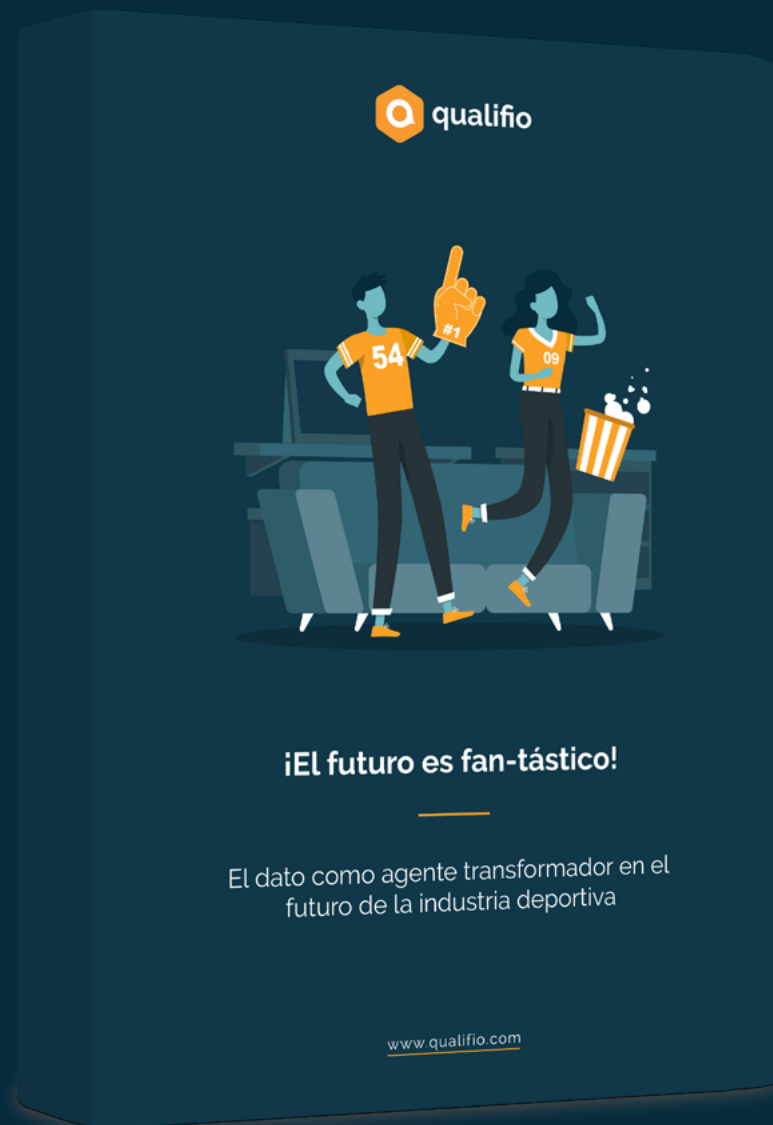 qualifio
#1
54
09
¡El futuro es fan-tástico!
El dato como agente transformador en el
futuro de la industria deportiva
www.qualifio.com